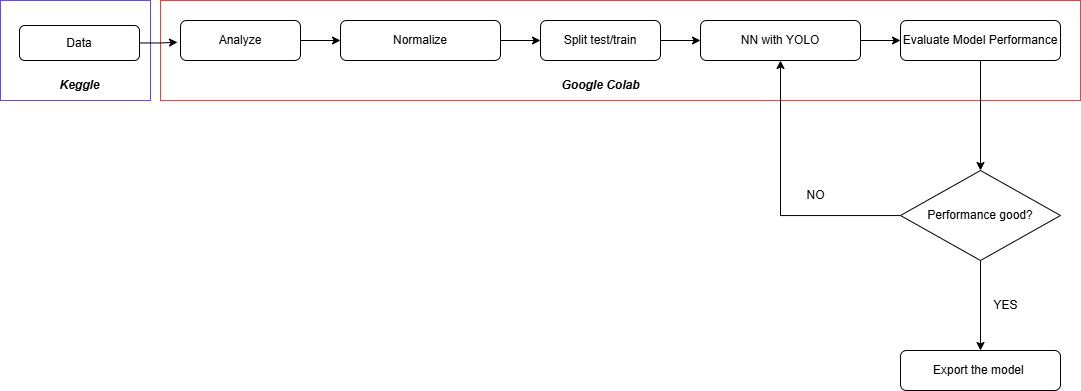 Data
Analyze
Normalize
Split test/train
NN with YOLO
Evaluate Model Performance
Keggle
Google Colab
NO
Performance good?
YES
Export the model